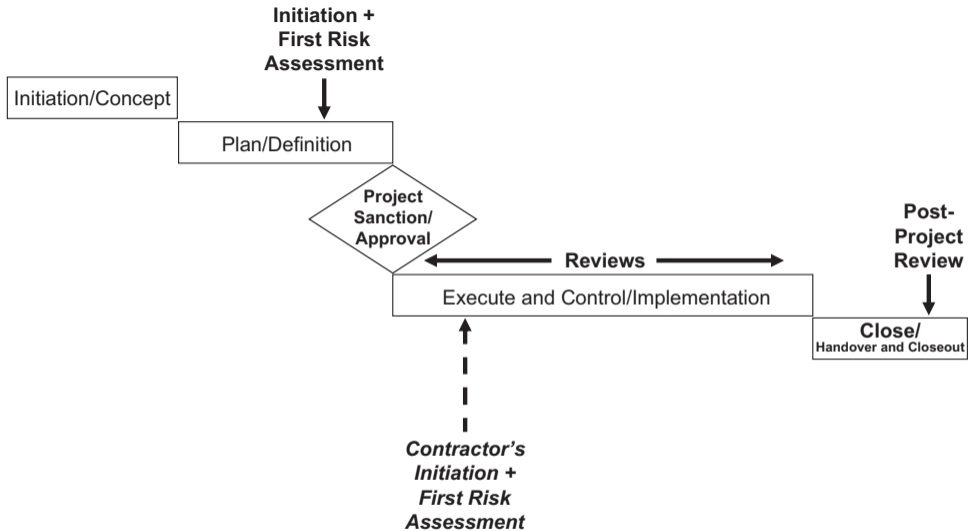 Initiation +
First Risk
Assessment
Initiation/Concept
Plan/Definition
Project
Sanction/
Approval
Post-
Project
Review
Reviews
Execute and Control/Implementation
Close/
Handover and Closeout
Contractor's
Initiation +
First Risk
Assessment